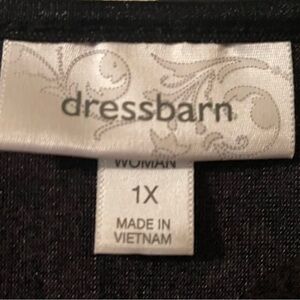 dressbarn
WOMAN
1X
MADE IN
VIETNAM